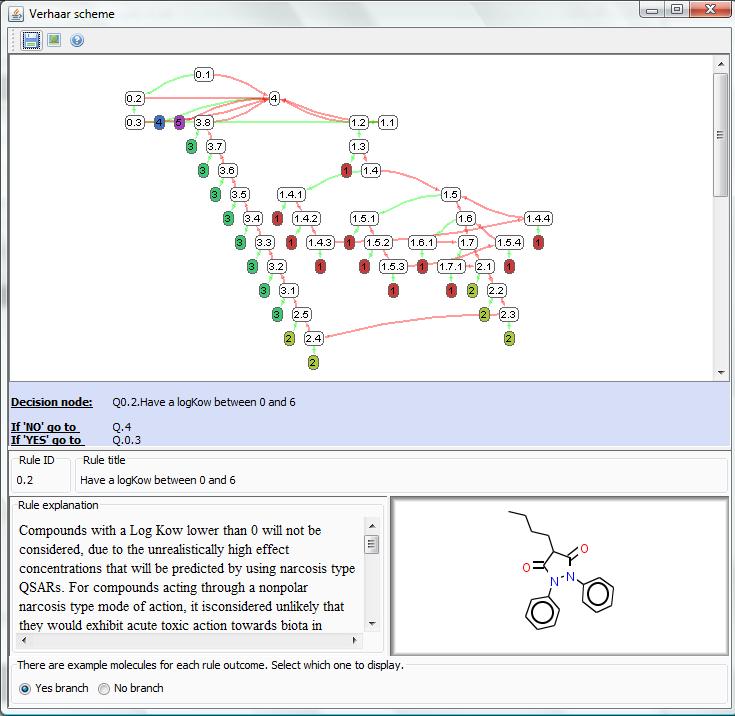 Verhaar scheme
0.1
0.2 4
0.3 4 5 3.8 1.2 1.1
3 3.7 1.3
3 3.6 1 1.4
3 3.5 1.4.1 1.5
3 3.4 1 1.4.2 1.5.1 1.6 1.4.4
3 3.3 1 1.4.3 1 1.5.2 1.6.1 1.7 1.5.4 1
3 3.2 1 1 1.5.3 1 1.7.1 2.1 1
3 3.1 1 1 2 2.2
3 2.5 2 2.3
2 2.4 2
2
Decision node: Q0.2.Have a logKow between 0 and 6
If 'NO' go to Q.4
If 'YES' go to Q.0.3
Rule ID Rule title
0.2 Have a logKow between 0 and 6
Rule explanation
Compounds with a Log Kow lower than 0 will not be
considered, due to the unrealistically high effect
concentrations that will be predicted by using narcosis type
QSARs. For compounds acting through a nonpolar
narcosis type mode of action, it isconsidered unlikely that
they would exhibit acute toxic action towards biota in
O
O
N N
There are example molecules for each rule outcome. Select which one to display.
Yes branch No branch